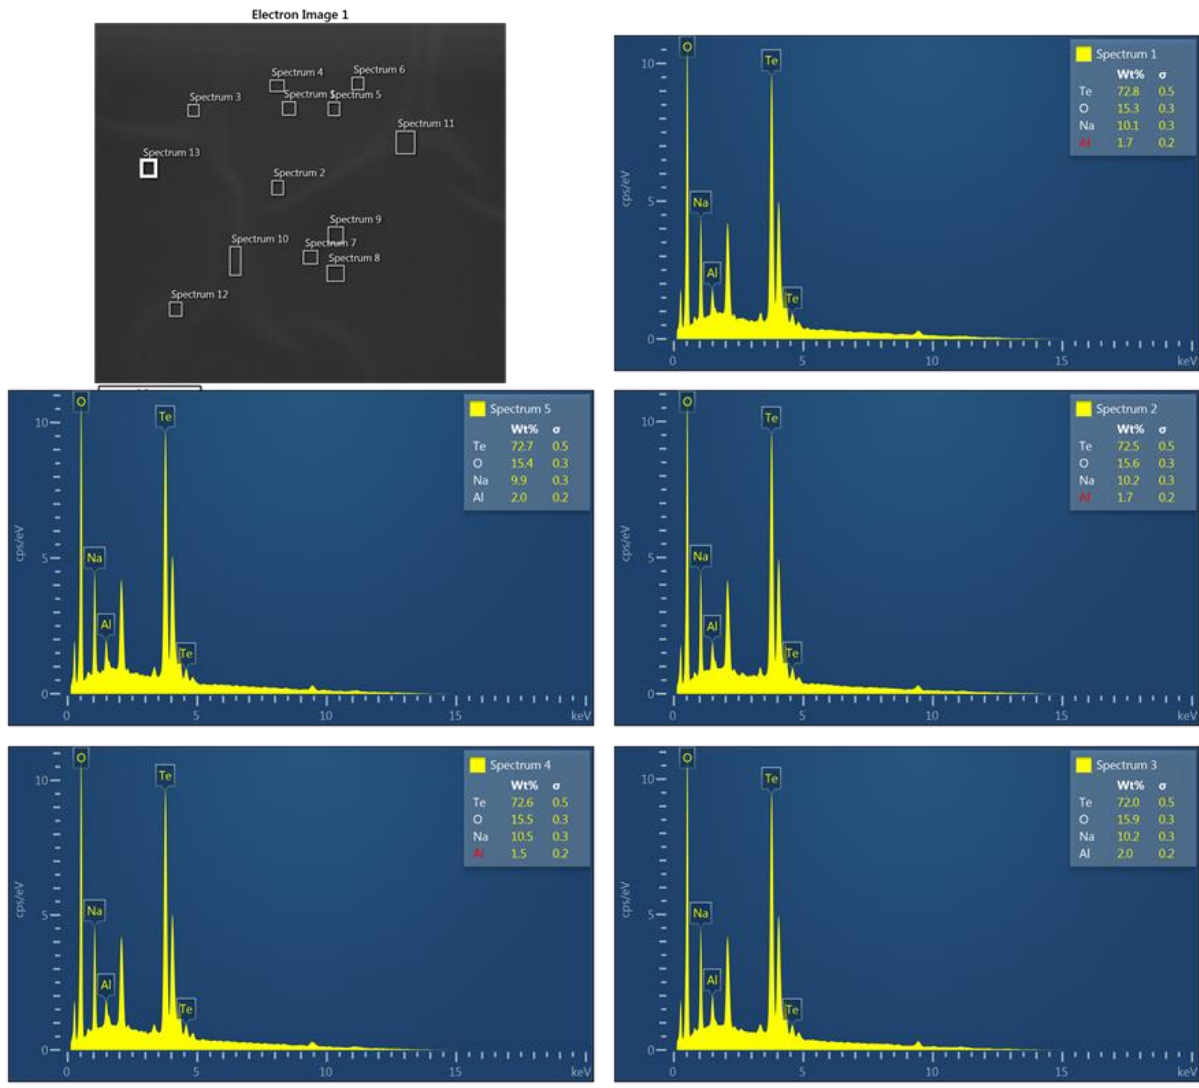 Electron Image 1
Spectrum 4
Spectrum 6
Spectrum 3
Spectrum 5
Spectrum 11
Spectrum 13
Spectrum 2
Spectrum 9
Spectrum 10
Spectrum 7
Spectrum 8
Spectrum 12
Spectrum 1
Wt% σ
Te 72.8 0.5
O 15.3 0.3
Na 10.1 0.3
Al 1.7 0.2
O
Te
Na
Al
Te
cps/eV
10
5
0
0 5 10 15 keV
Spectrum 5
Wt% σ
Te 72.7 0.5
O 15.4 0.3
Na 9.9 0.3
Al 2.0 0.2
O
Te
Na
Al
Te
cps/eV
10
5
0
0 5 10 15 keV
Spectrum 2
Wt% σ
Te 72.5 0.5
O 15.6 0.3
Na 10.2 0.3
Al 1.7 0.2
O
Te
Na
Al
Te
cps/eV
10
5
0
0 5 10 15 keV
Spectrum 4
Wt% σ
Te 72.6 0.5
O 15.5 0.3
Na 10.5 0.3
Al 1.5 0.2
O
Te
Na
Al
Te
cps/eV
10
5
0
0 5 10 15 keV
Spectrum 3
Wt% σ
Te 72.0 0.5
O 15.9 0.3
Na 10.2 0.3
Al 2.0 0.2
O
Te
Na
Al
Te
cps/eV
10
5
0
0 5 10 15 keV